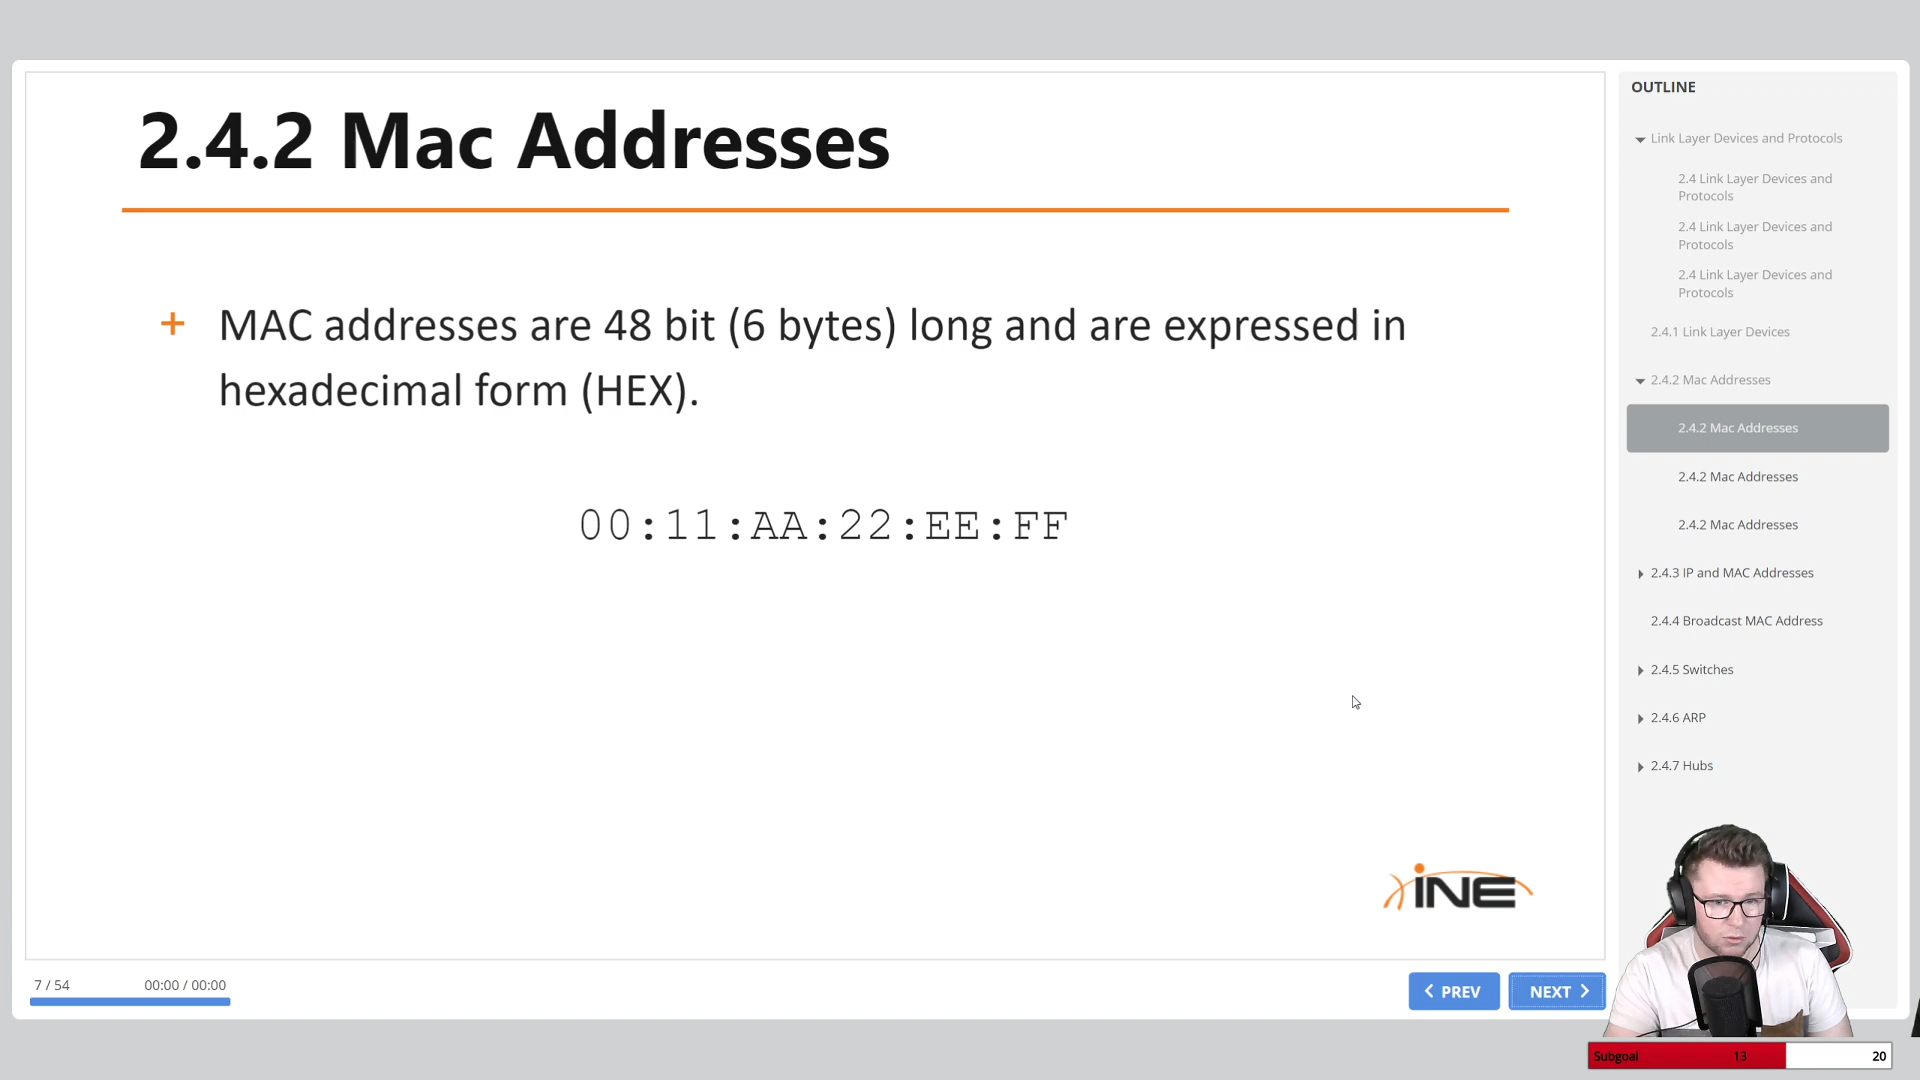 2.4.2 Mac Addresses
+ MAC addresses are 48 bit (6 bytes) long and are expressed in
hexadecimal form (HEX).
00:11:AA:22:EE:FF
INE
7 / 54
00:00 / 00:00
PREV
NEXT
OUTLINE
Link Layer Devices and Protocols
2.4 Link Layer Devices and
Protocols
2.4 Link Layer Devices and
Protocols
2.4 Link Layer Devices and
Protocols
2.4.1 Link Layer Devices
2.4.2 Mac Addresses
2.4.2 Mac Addresses
2.4.2 Mac Addresses
2.4.2 Mac Addresses
2.4.3 IP and MAC Addresses
2.4.4 Broadcast MAC Address
2.4.5 Switches
2.4.6 ARP
2.4.7 Hubs
Subgoal 13 20